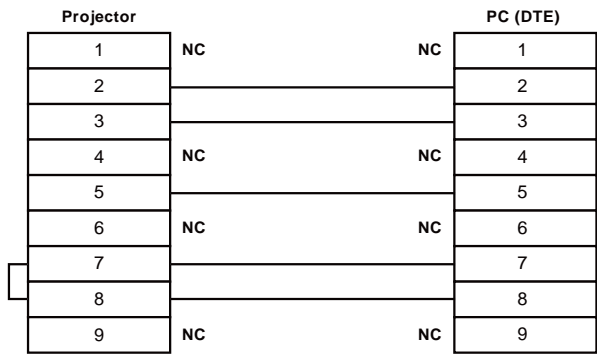 Projector PC (DTE)
1 NC NC 1
2 2
3 3
4 NC NC 4
5 5
6 NC NC 6
7 7
8 8
9 NC NC 9